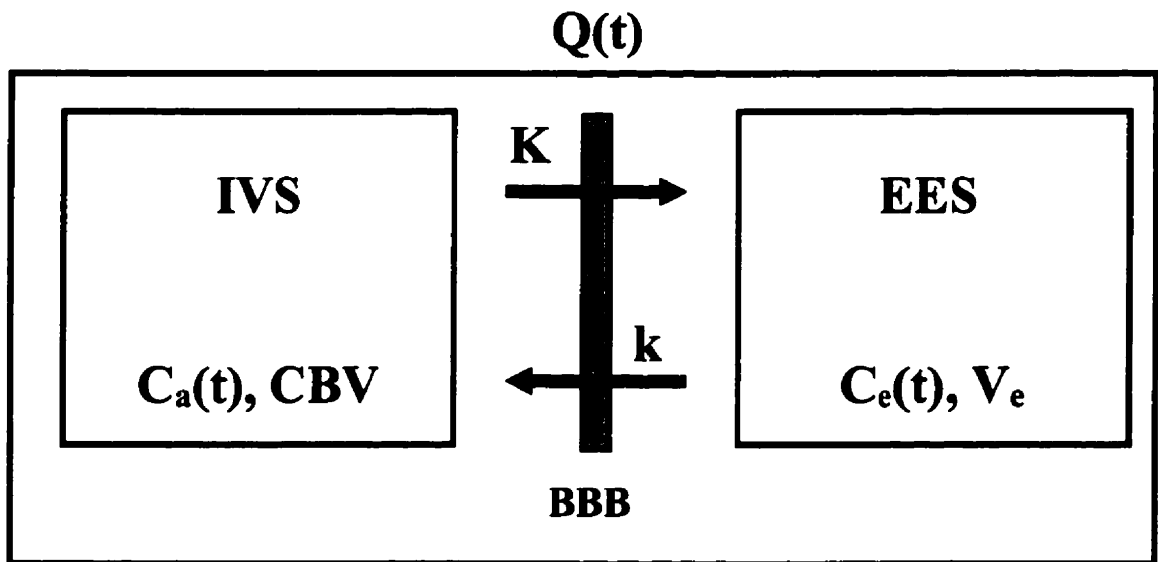 Q(t)
K
IVS
EES
k
Cₐ(t), CBV
Cₑ(t), Vₑ
BBB